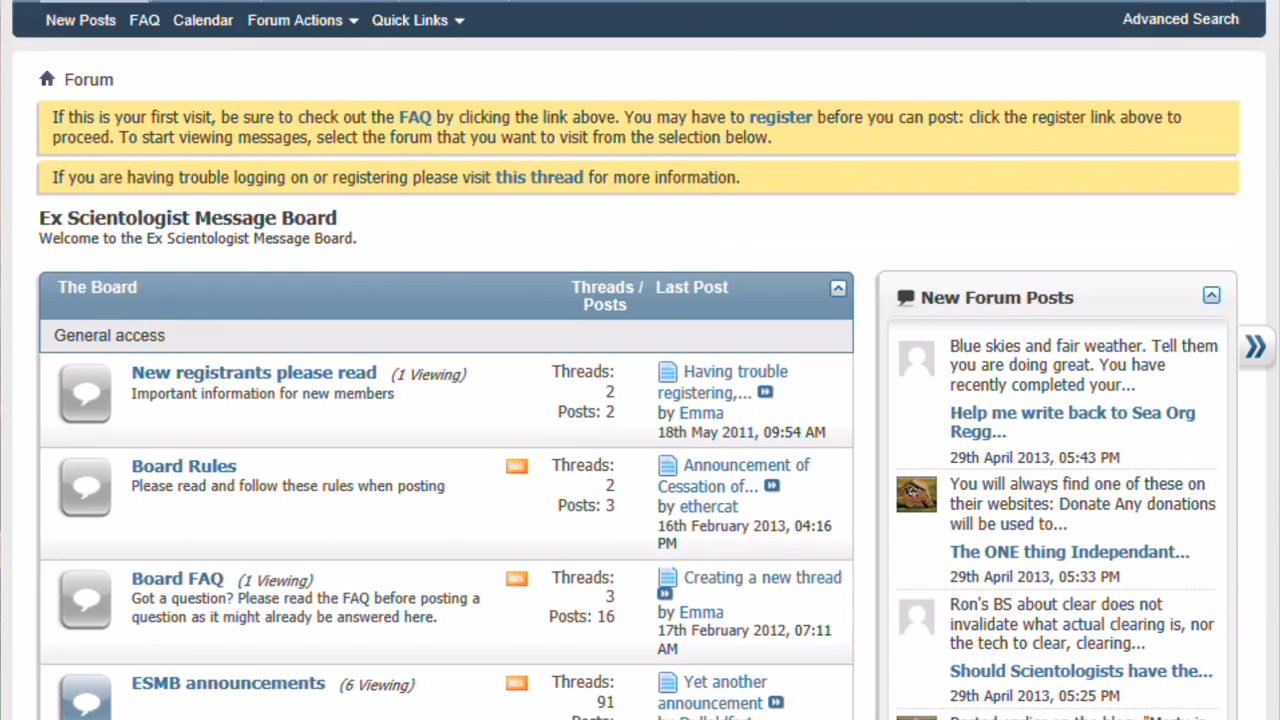 New Posts FAQ Calendar Forum Actions Quick Links Advanced Search
Forum
If this is your first visit, be sure to check out the FAQ by clicking the link above. You may have to register before you can post: click the register link above to
proceed. To start viewing messages, select the forum that you want to visit from the selection below.
If you are having trouble logging on or registering please visit this thread for more information.
Ex Scientologist Message Board
Welcome to the Ex Scientologist Message Board.
The Board
Threads /
Posts
Last Post
General access
New registrants please read (1 Viewing)
Important information for new members
Threads:
2
Posts: 2
Having trouble
registering,...
by Emma
18th May 2011, 09:54 AM
Board Rules
Please read and follow these rules when posting
RSS
Threads:
2
Posts: 3
Announcement of
Cessation of...
by ethercat
16th February 2013, 04:16
PM
Board FAQ (1 Viewing)
Got a question? Please read the FAQ before posting a
question as it might already be answered here.
RSS
Threads:
3
Posts: 16
Creating a new thread
by Emma
17th February 2012, 07:11
AM
ESMB announcements (6 Viewing)
RSS
Threads:
91
Yet another
announcement
New Forum Posts
Blue skies and fair weather. Tell them
you are doing great. You have
recently completed your...
Help me write back to Sea Org
Regg...
29th April 2013, 05:43 PM
You will always find one of these on
their websites: Donate Any donations
will be used to...
The ONE thing Independant...
29th April 2013, 05:33 PM
Ron's BS about clear does not
invalidate what actual clearing is, nor
the tech to clear, clearing...
Should Scientologists have the...
29th April 2013, 05:25 PM